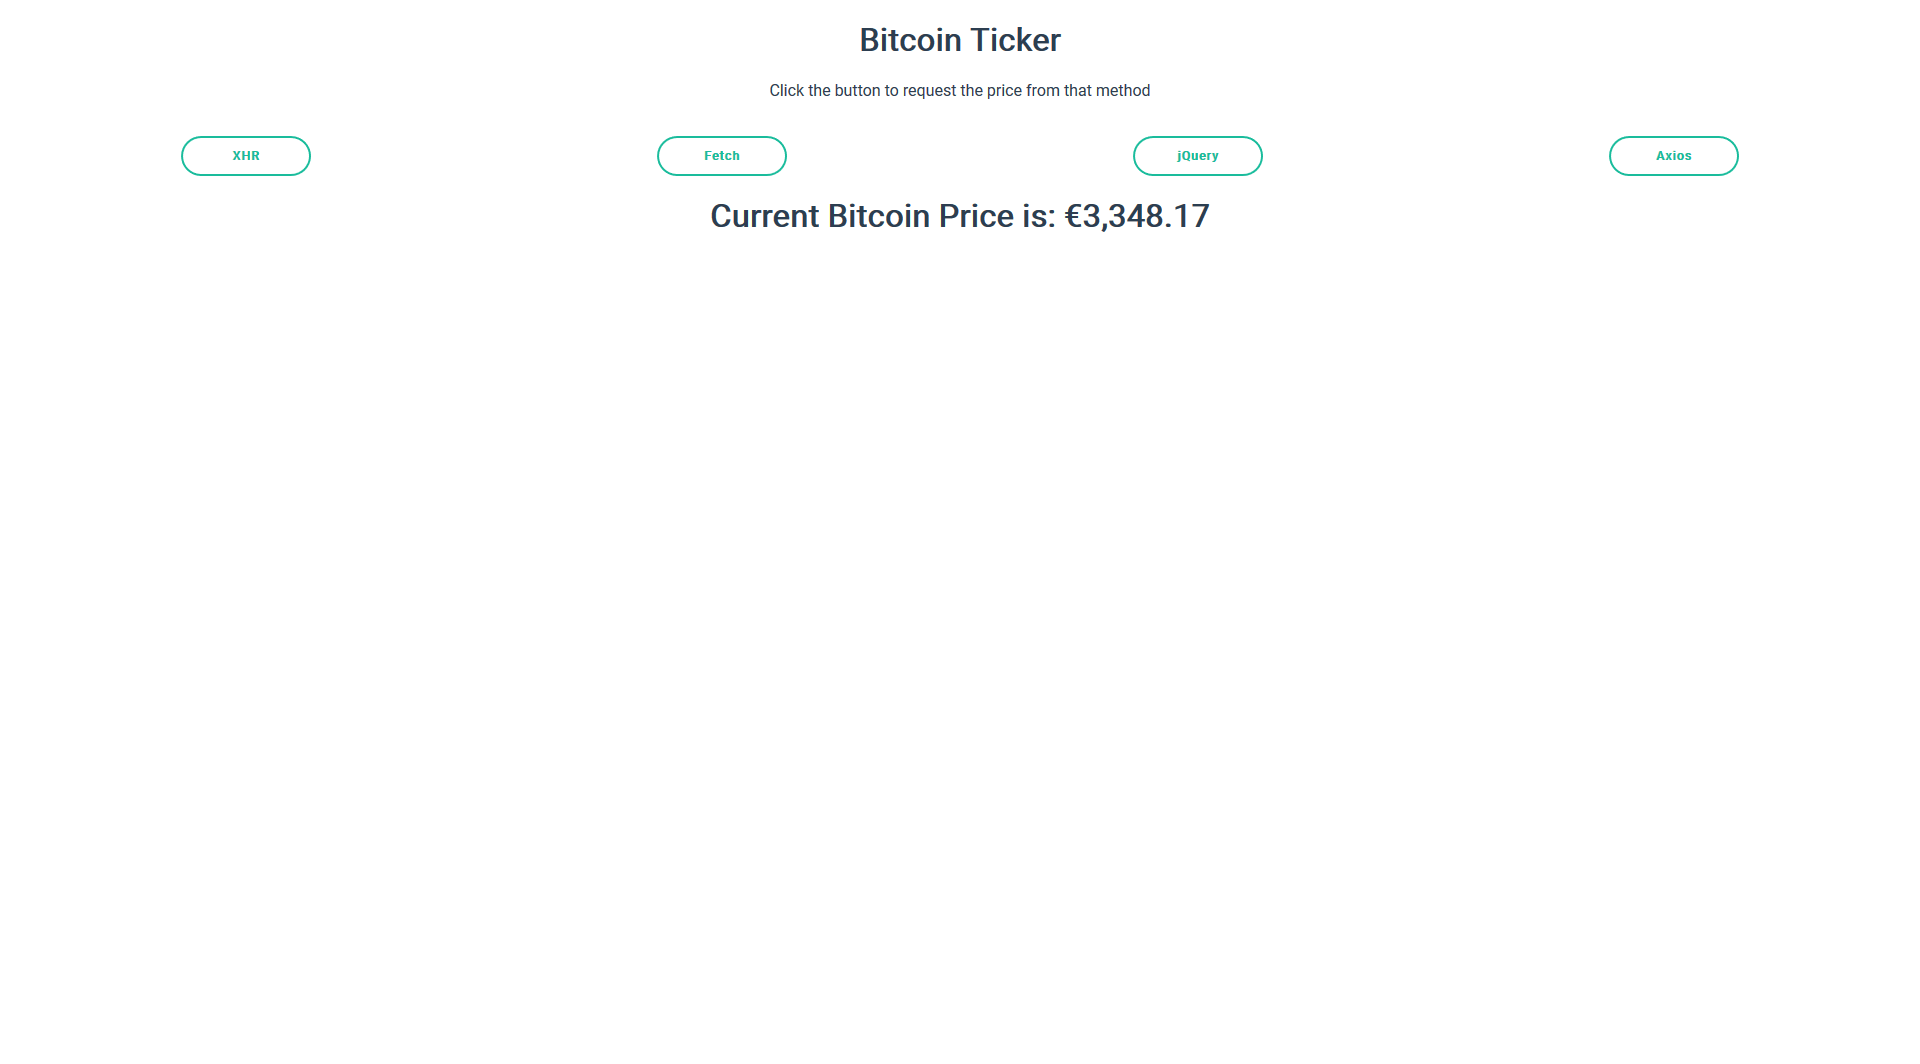 Bitcoin Ticker
Click the button to request the price from that method
XHR Fetch jQuery Axios
Current Bitcoin Price is: €3,348.17